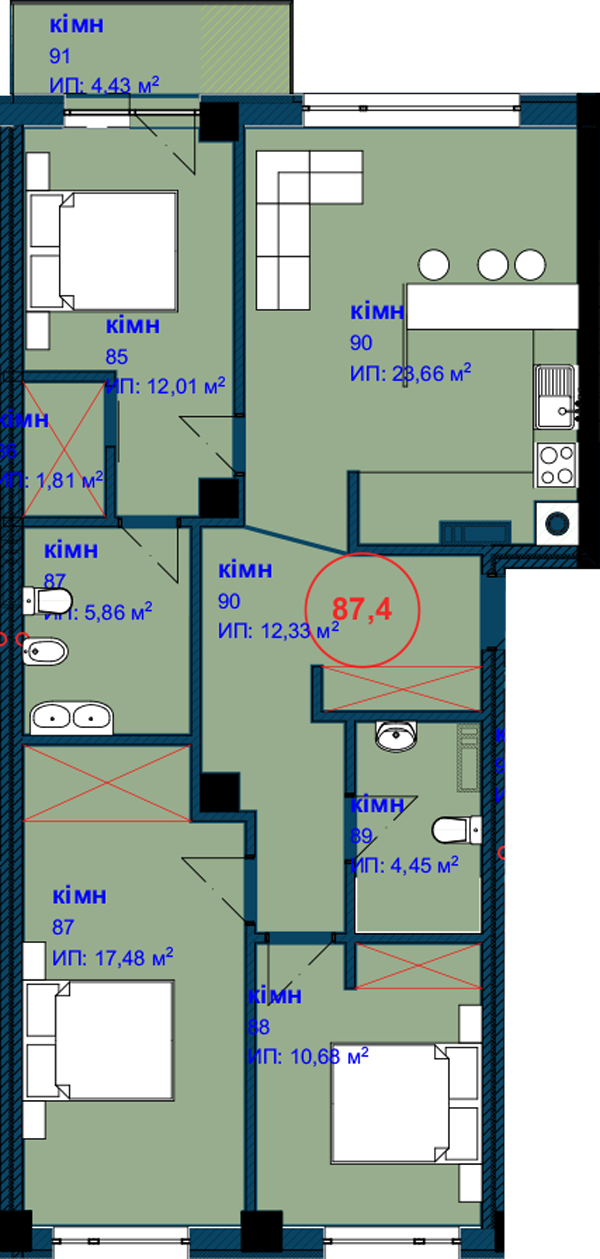 кімн
91
ИП: 4,43 м²
кімн
85
ИП: 12,01 м²
кімн
90
ИП: 23,66 м²
кімн
ИП: 1,81 м²
кімн
87
ИП: 5,86 м²
кімн
90
ИП: 12,33 м²
87,4
кімн
89
ИП: 4,45 м²
кімн
87
ИП: 17,48 м²
кімн
88
ИП: 10,68 м²